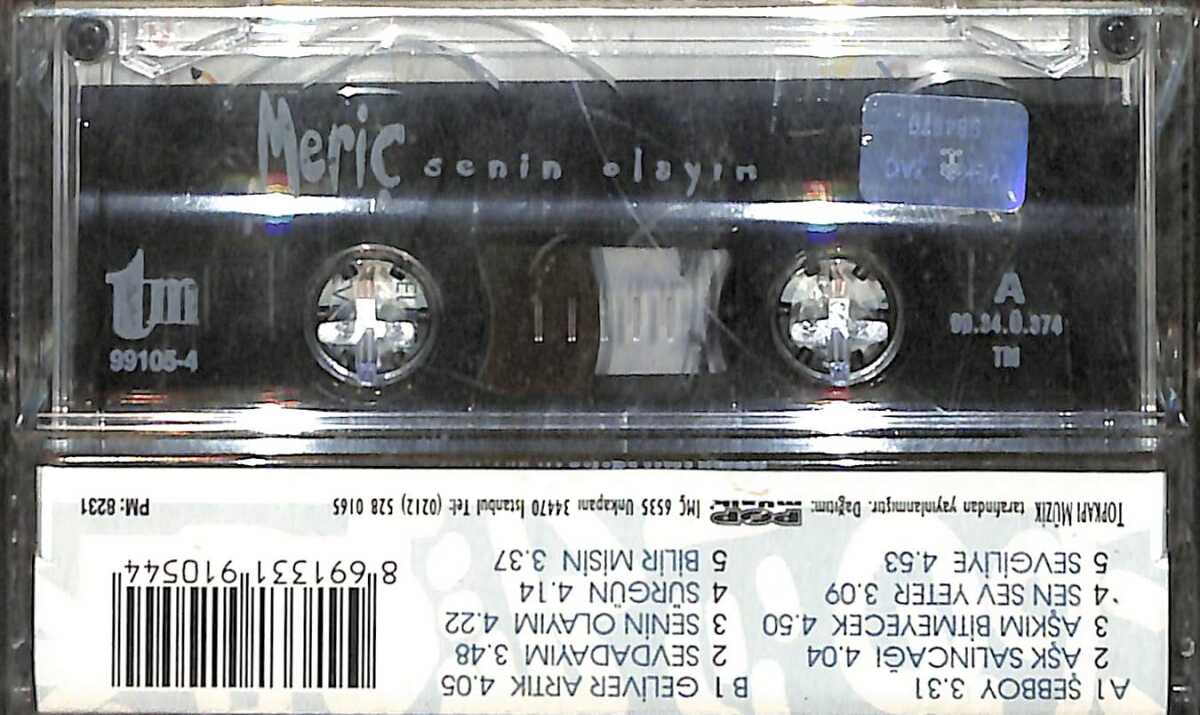 Meriç senin olayım
tm
99105-4
A
99.34.0.374
TM
A1 ŞEBBOY 3.31
2 AŞK SALINCAĞI 4.04
3 AŞKIM BİTMEYECEK 4.50
4 SEN SEV YETER 3.09
5 SEVGİLİYE 4.53
B1 GELİVER ARTIK 4.05
2 SEVDADAYIM 3.48
3 SENİN OLAYIM 4.22
4 SÜRGÜN 4.14
5 BİLİR MİSİN 3.37
8 691331 910544
TOPKAPI MÜZİK tarafından yayınlanmıştır. Dağıtım: POP MÜZİK İMÇ 6535 Unkapanı 34470 İstanbul Tel: (0212) 528 0165
PM: 8231